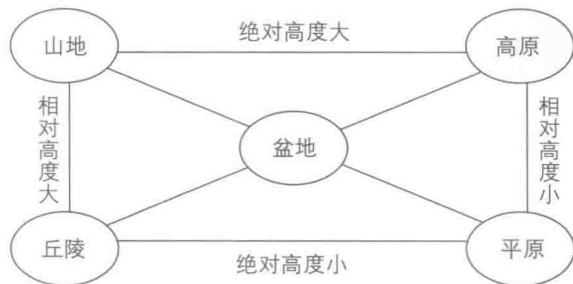 山地
绝对高度大
高原
相对高度大
盆地
相对高度小
丘陵
绝对高度小
平原